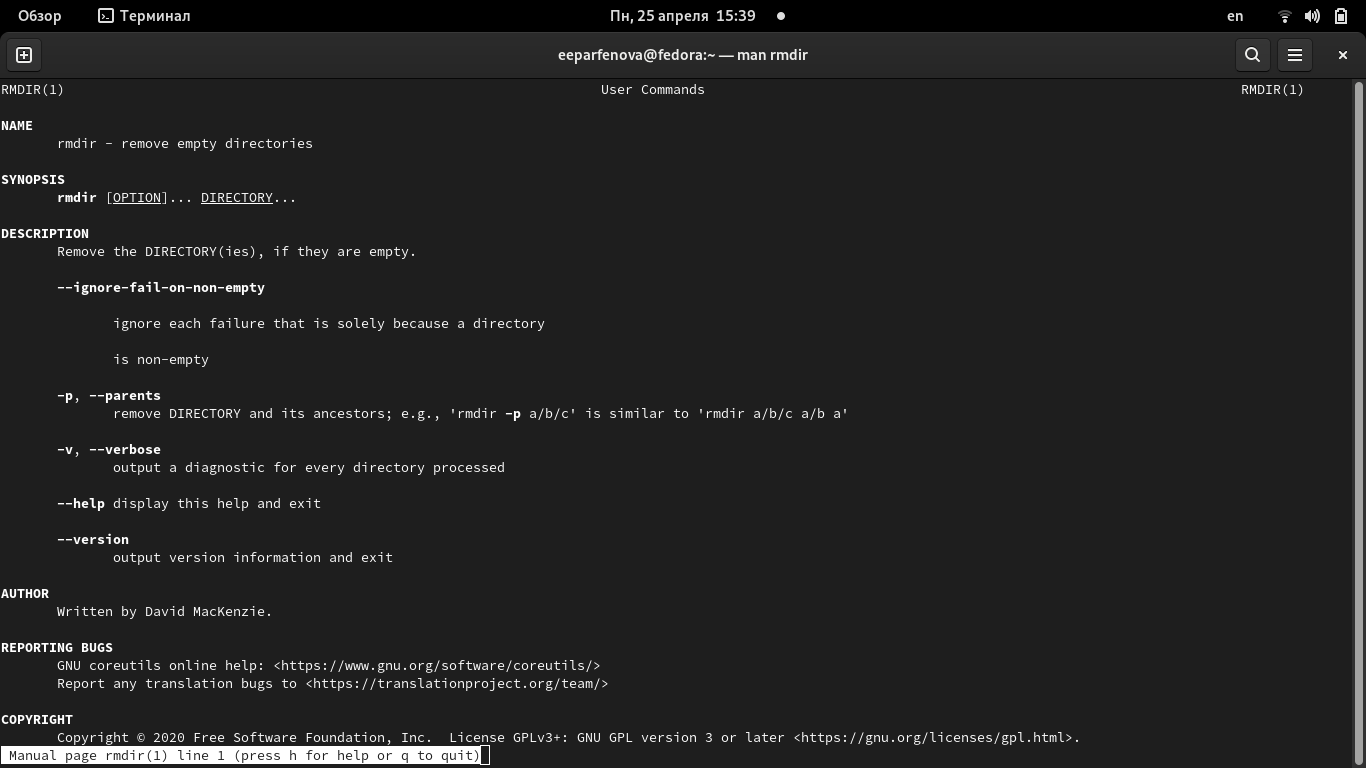 Обзор Терминал Пн, 25 апреля 15:39 en
eeparfenova@fedora:~ — man rmdir
RMDIR(1) User Commands RMDIR(1)
NAME
rmdir - remove empty directories
SYNOPSIS
rmdir [OPTION]... DIRECTORY...
DESCRIPTION
Remove the DIRECTORY(ies), if they are empty.
--ignore-fail-on-non-empty
ignore each failure that is solely because a directory
is non-empty
-p, --parents
remove DIRECTORY and its ancestors; e.g., 'rmdir -p a/b/c' is similar to 'rmdir a/b/c a/b a'
-v, --verbose
output a diagnostic for every directory processed
--help display this help and exit
--version
output version information and exit
AUTHOR
Written by David MacKenzie.
REPORTING BUGS
GNU coreutils online help: <https://www.gnu.org/software/coreutils/>
Report any translation bugs to <https://translationproject.org/team/>
COPYRIGHT
Copyright © 2020 Free Software Foundation, Inc. License GPLv3+: GNU GPL version 3 or later <https://gnu.org/licenses/gpl.html>.
Manual page rmdir(1) line 1 (press h for help or q to quit)